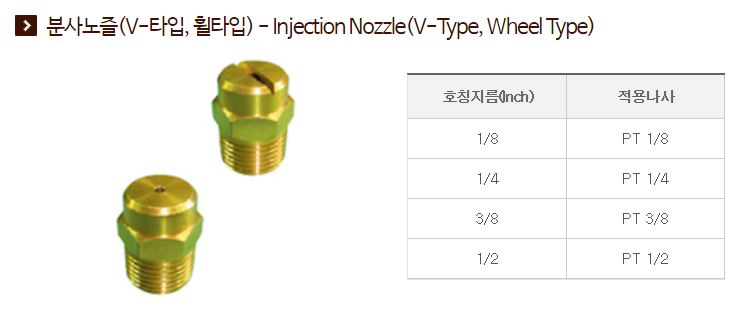 분사노즐(V-타입, 휠타입) - Injection Nozzle(V-Type, Wheel Type)
호칭지름(Inch) 적용나사
1/8 PT 1/8
1/4 PT 1/4
3/8 PT 3/8
1/2 PT 1/2